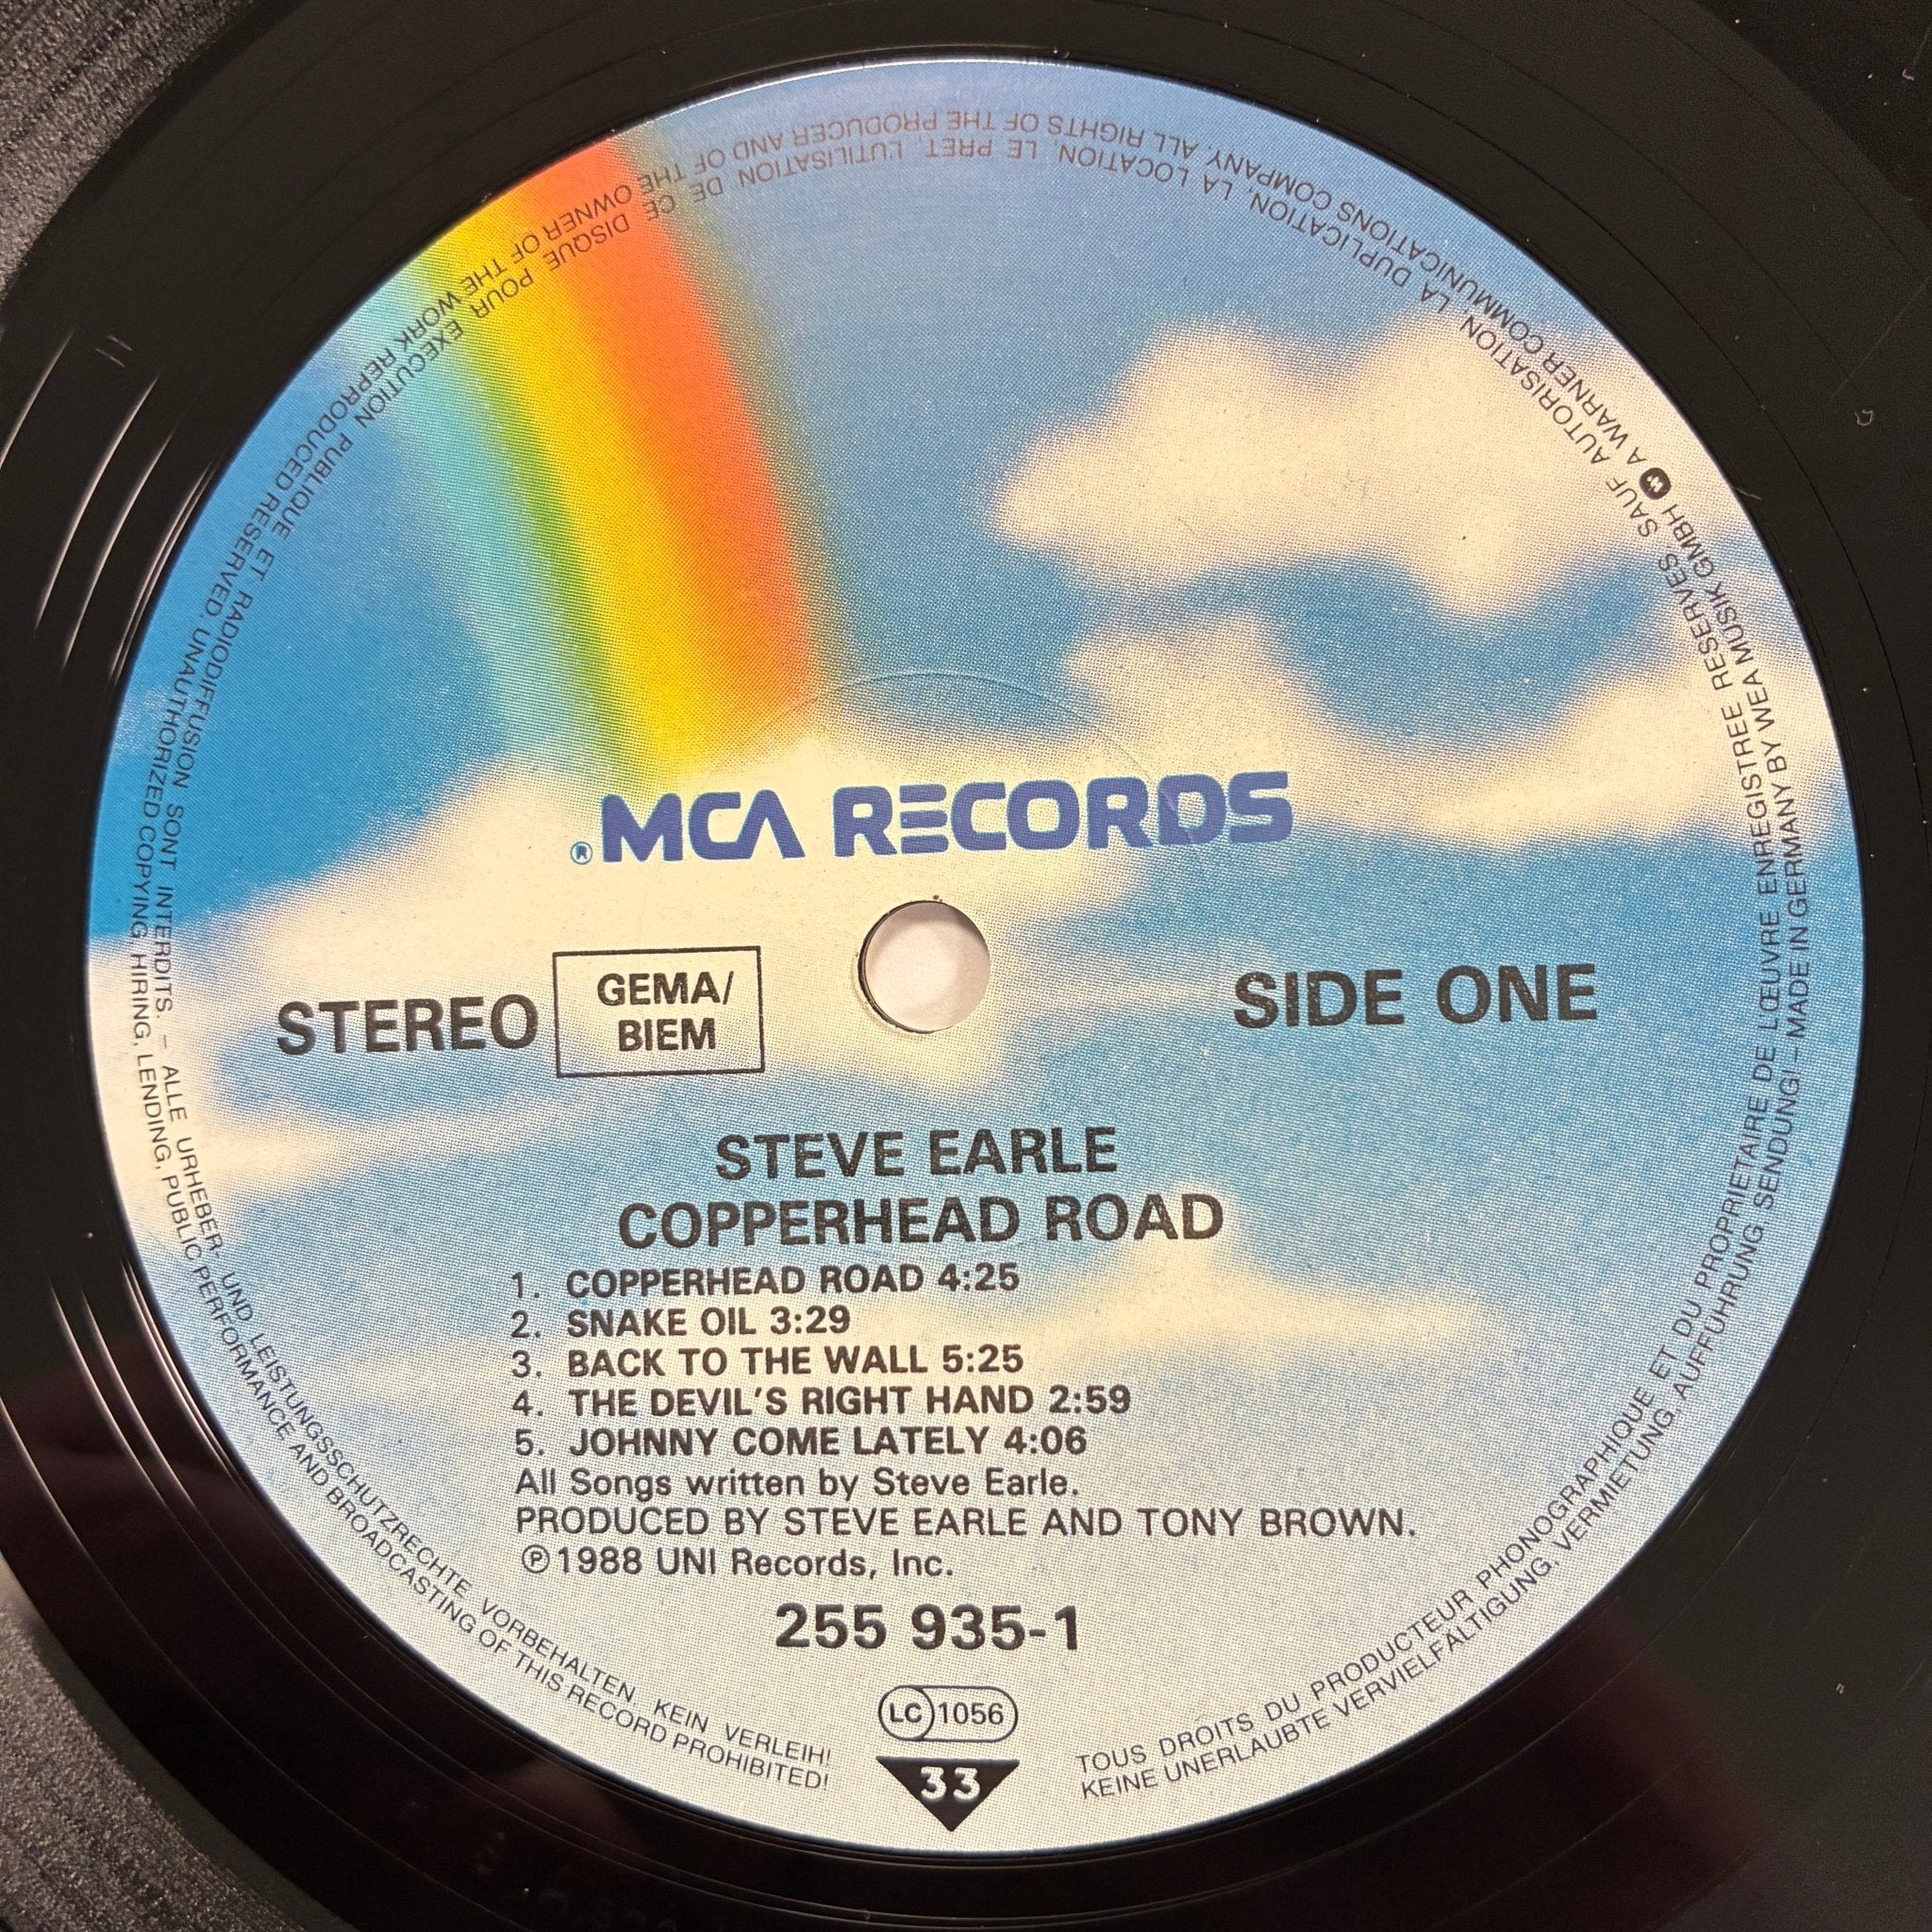 ® MCA RECORDS
STEREO
GEMA/
BIEM
SIDE ONE
STEVE EARLE
COPPERHEAD ROAD
1. COPPERHEAD ROAD 4:25
2. SNAKE OIL 3:29
3. BACK TO THE WALL 5:25
4. THE DEVIL'S RIGHT HAND 2:59
5. JOHNNY COME LATELY 4:06
All Songs written by Steve Earle.
PRODUCED BY STEVE EARLE AND TONY BROWN.
℗1988 UNI Records, Inc.
255 935-1
LC 1056
33
TOUS DROITS DU PRODUCTEUR PHONOGRAPHIQUE ET DU PROPRIETAIRE DE LŒUVRE ENREGISTREE RESERVES SAUF AUTORISATION, LA DUPLICATION, LA LOCATION, LE PRET, L'UTILISATION DE CE DISQUE POUR EXECUTION PUBLIQUE ET RADIODIFFUSION SONT INTERDITS. – ALLE URHEBER- UND LEISTUNGSSCHUTZRECHTE VORBEHALTEN KEIN VERLEIH!
KEINE UNERLAUBTE VERVIELFÄLTIGUNG, VERMIETUNG, AUFFÜHRUNG, SENDUNG! – MADE IN GERMANY BY WEA MUSIK GMBH A WARNER COMMUNICATIONS COMPANY. ALL RIGHTS OF THE PRODUCER AND OF THE OWNER OF THE WORK REPRODUCED RESERVED. UNAUTHORIZED COPYING, HIRING, LENDING, PUBLIC PERFORMANCE AND BROADCASTING OF THIS RECORD PROHIBITED!